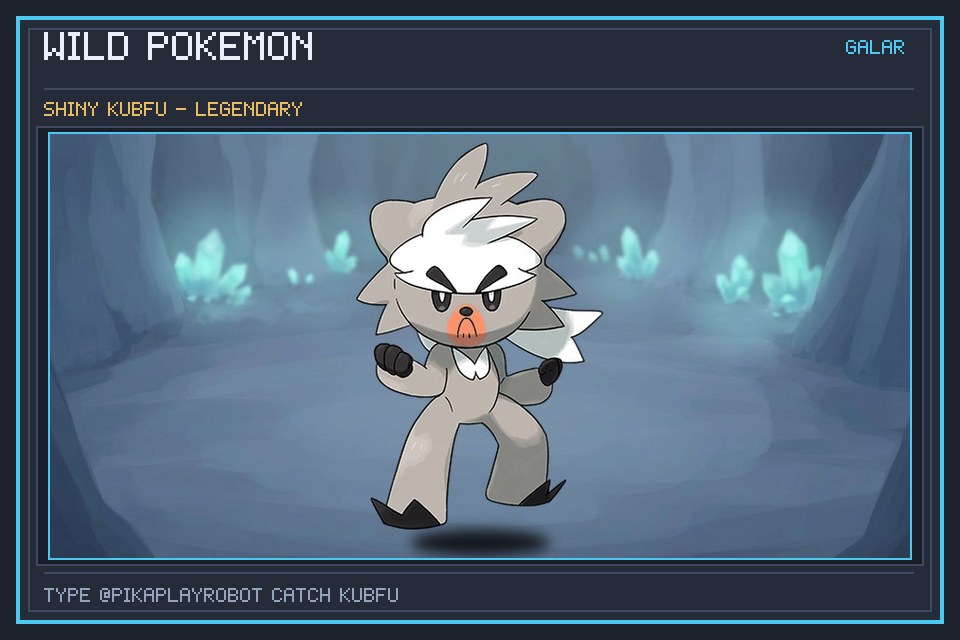 WILD POKEMON
GALAR
SHINY KUBFU - LEGENDARY
TYPE @PIKAPLAYROBOT CATCH KUBFU